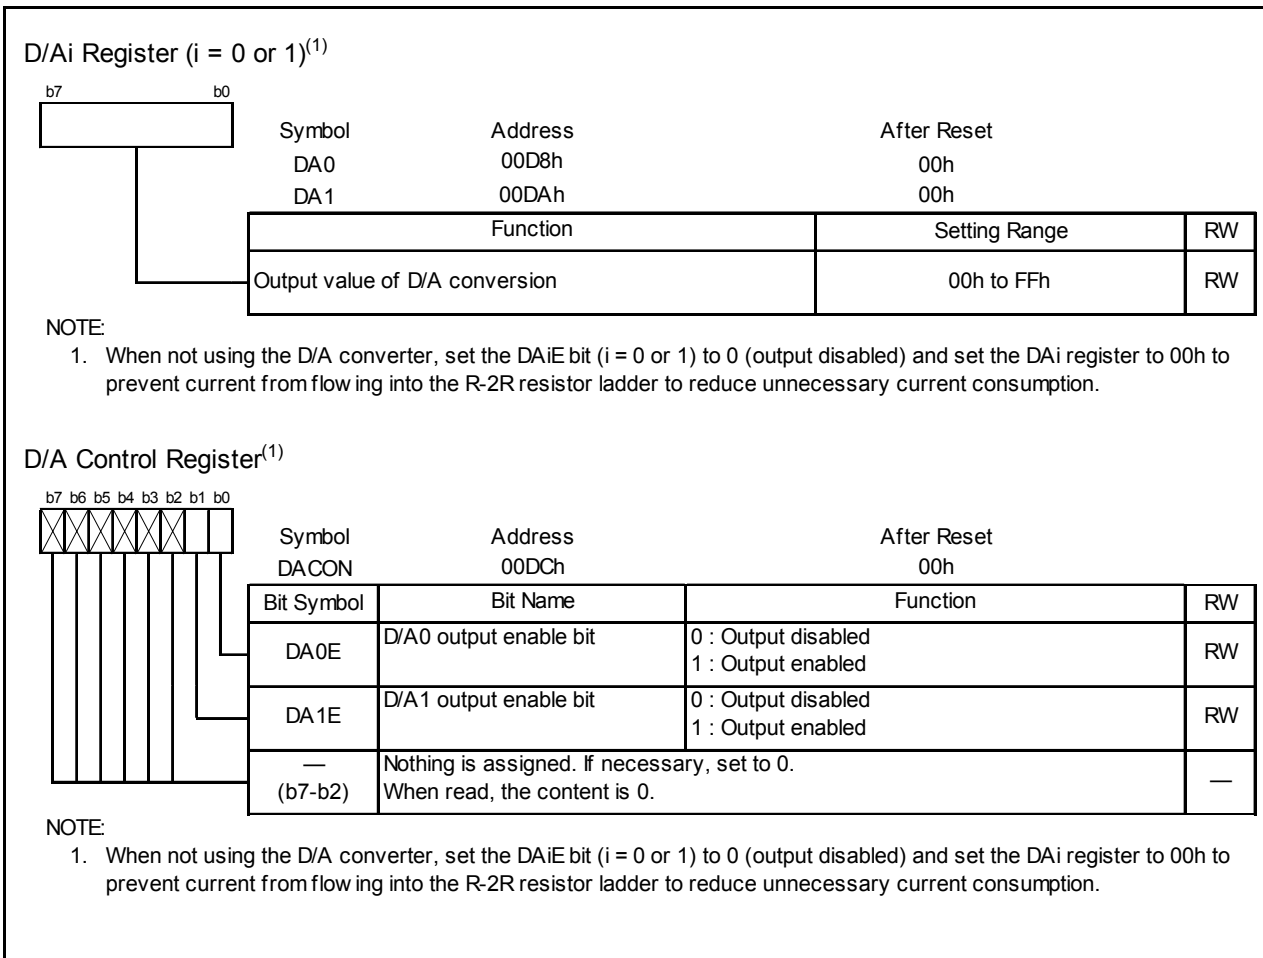 D/Ai Register (i = 0 or 1)(1)
b7 b0
Symbol Address After Reset
DA0 00D8h 00h
DA1 00DAh 00h
Function Setting Range RW
Output value of D/A conversion 00h to FFh RW
NOTE:
1. When not using the D/A converter, set the DAiE bit (i = 0 or 1) to 0 (output disabled) and set the DAi register to 00h to
prevent current from flowing into the R-2R resistor ladder to reduce unnecessary current consumption.
D/A Control Register(1)
b7 b6 b5 b4 b3 b2 b1 b0
Symbol Address After Reset
DACON 00DCh 00h
Bit Symbol Bit Name Function RW
DA0E D/A0 output enable bit 0 : Output disabled RW
1 : Output enabled
DA1E D/A1 output enable bit 0 : Output disabled RW
1 : Output enabled
— Nothing is assigned. If necessary, set to 0. —
(b7-b2) When read, the content is 0.
NOTE:
1. When not using the D/A converter, set the DAiE bit (i = 0 or 1) to 0 (output disabled) and set the DAi register to 00h to
prevent current from flowing into the R-2R resistor ladder to reduce unnecessary current consumption.